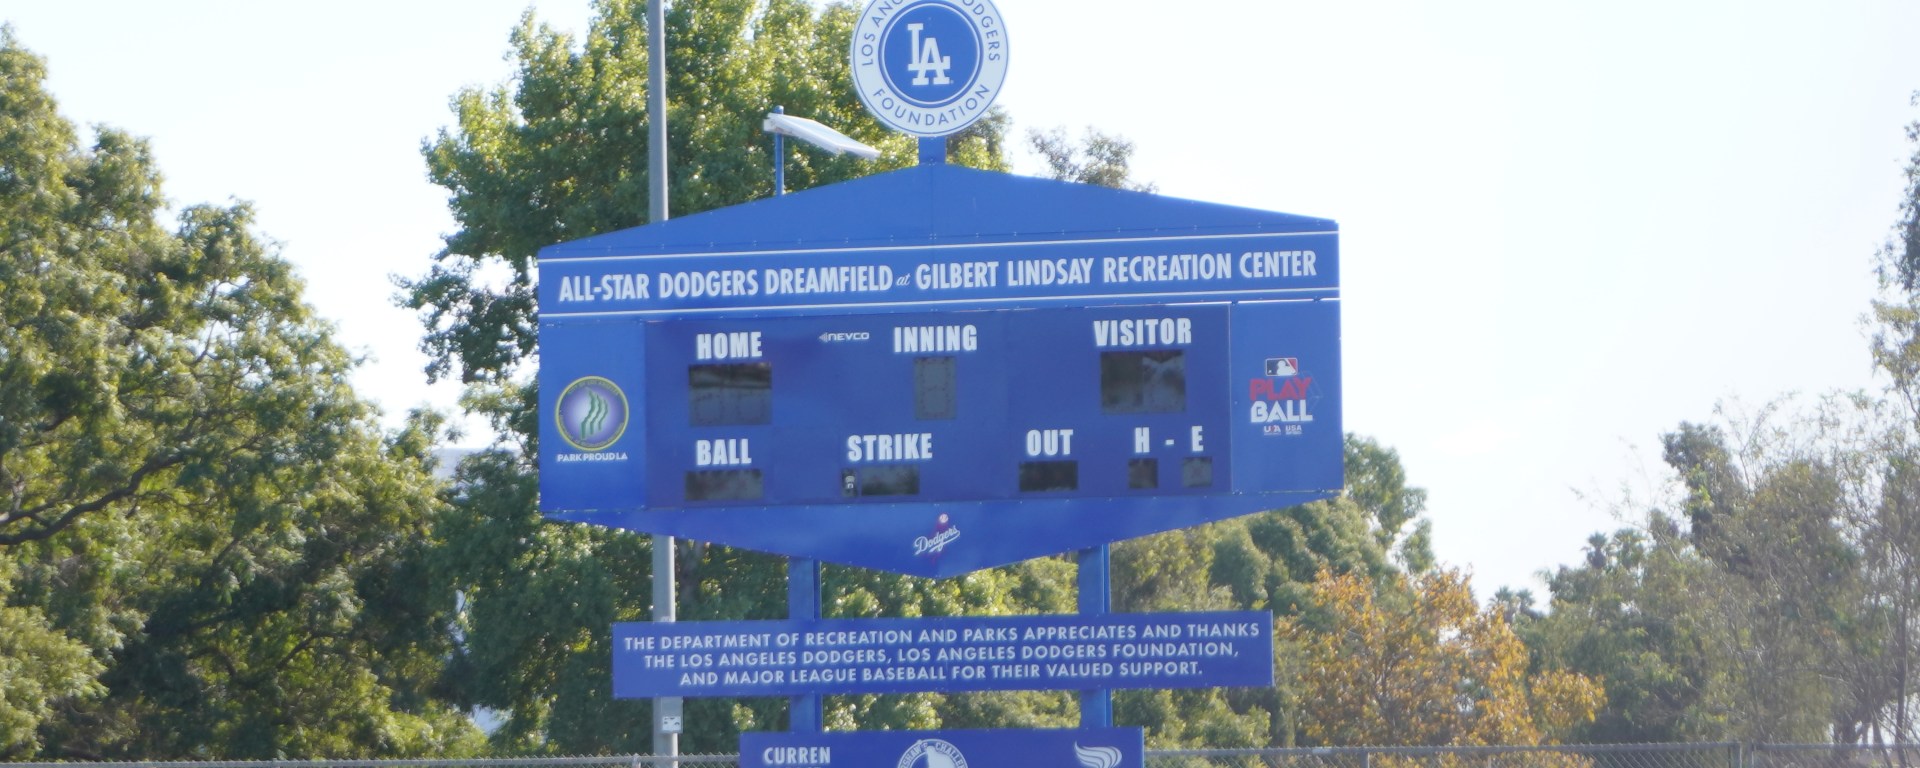 LOS ANGELES DODGERS
LA
FOUNDATION
ALL-STAR DODGERS DREAMFIELD at GILBERT LINDSAY RECREATION CENTER
HOME
NEVCO
INNING
VISITOR
PLAY
BALL
USA
PARK PROUD LA
BALL
STRIKE
OUT
H - E
Dodgers
THE DEPARTMENT OF RECREATION AND PARKS APPRECIATES AND THANKS
THE LOS ANGELES DODGERS, LOS ANGELES DODGERS FOUNDATION,
AND MAJOR LEAGUE BASEBALL FOR THEIR VALUED SUPPORT.
CURREN